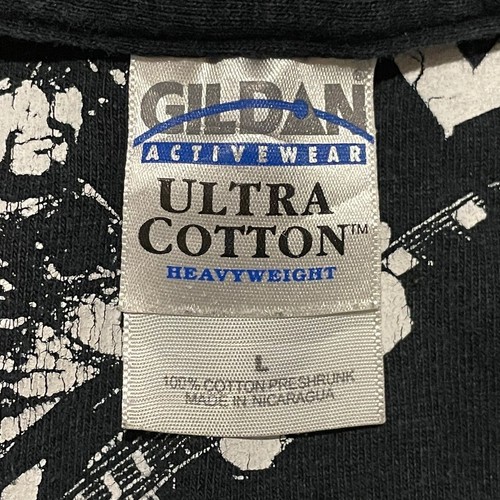 GILDAN®
ACTIVEWEAR
ULTRA
COTTON™
HEAVYWEIGHT
L
100% COTTON PRESHRUNK
MADE IN NICARAGUA